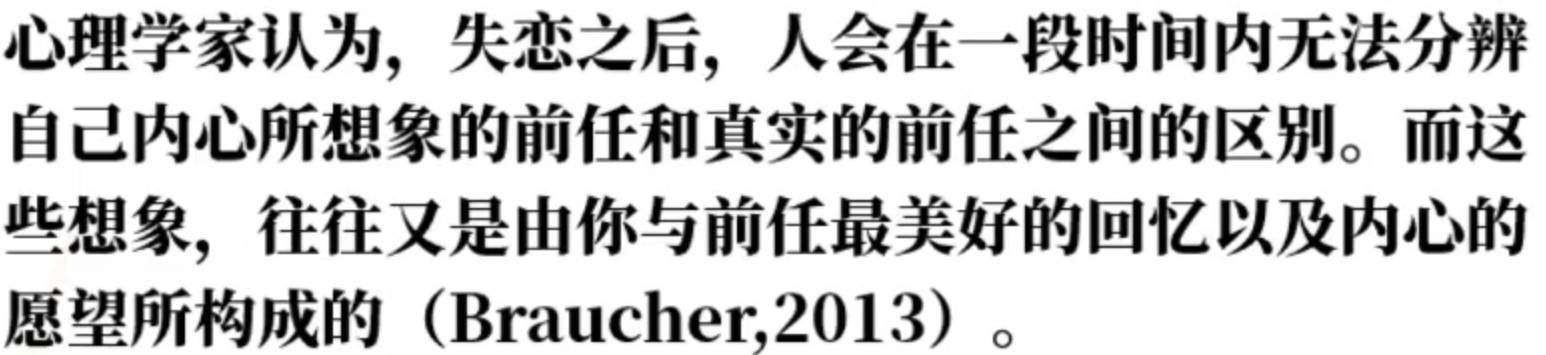 心理学家认为，失恋之后，人会在一段时间内无法分辨
自己内心所想象的前任和真实的前任之间的区别。而这
些想象，往往又是由你与前任最美好的回忆以及内心的
愿望所构成的（Braucher,2013）。